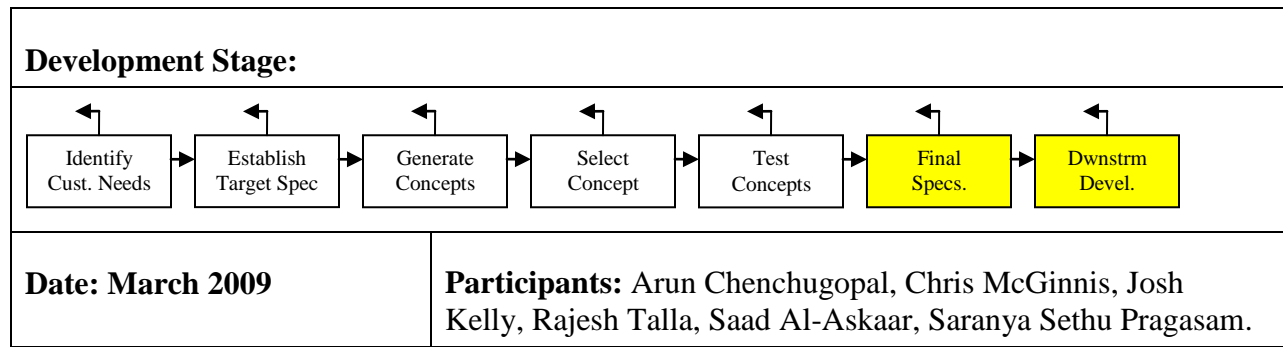 Development Stage:
Identify
Cust. Needs
Establish
Target Spec
Generate
Concepts
Select
Concept
Test
Concepts
Final
Specs.
Dwnstrm
Devel.
Date: March 2009
Participants: Arun Chenchugopal, Chris McGinnis, Josh
Kelly, Rajesh Talla, Saad Al-Askaar, Saranya Sethu Pragasam.